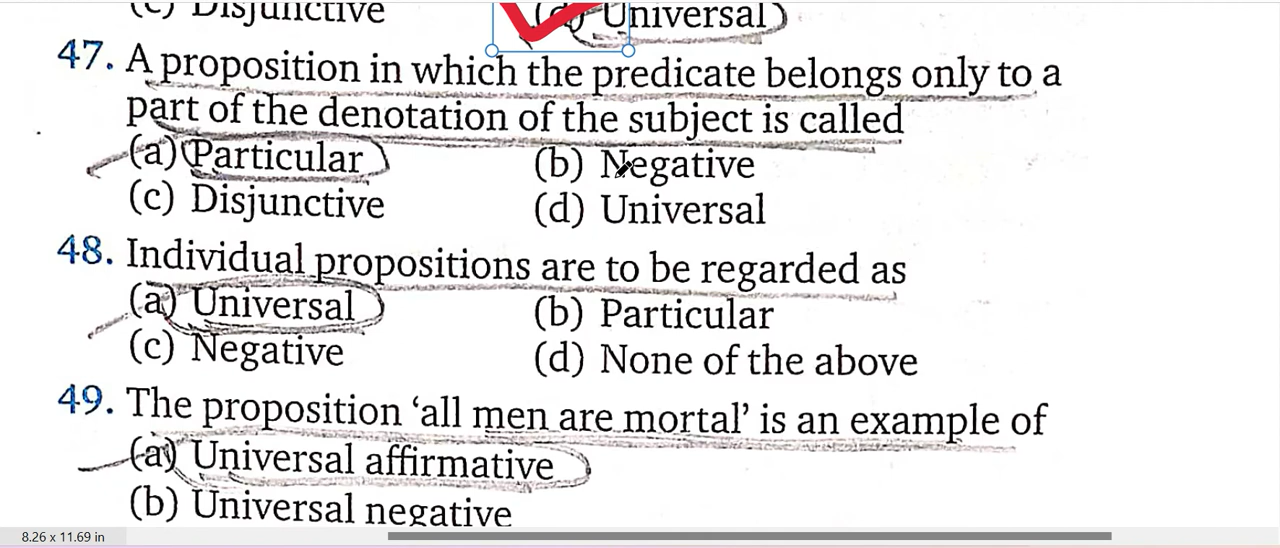 (c) Disjunctive (d) Universal
47. A proposition in which the predicate belongs only to a
part of the denotation of the subject is called
(a) Particular (b) Negative
(c) Disjunctive (d) Universal
48. Individual propositions are to be regarded as
(a) Universal (b) Particular
(c) Negative (d) None of the above
49. The proposition ‘all men are mortal’ is an example of
(a) Universal affirmative
(b) Universal negative
8.26 x 11.69 in